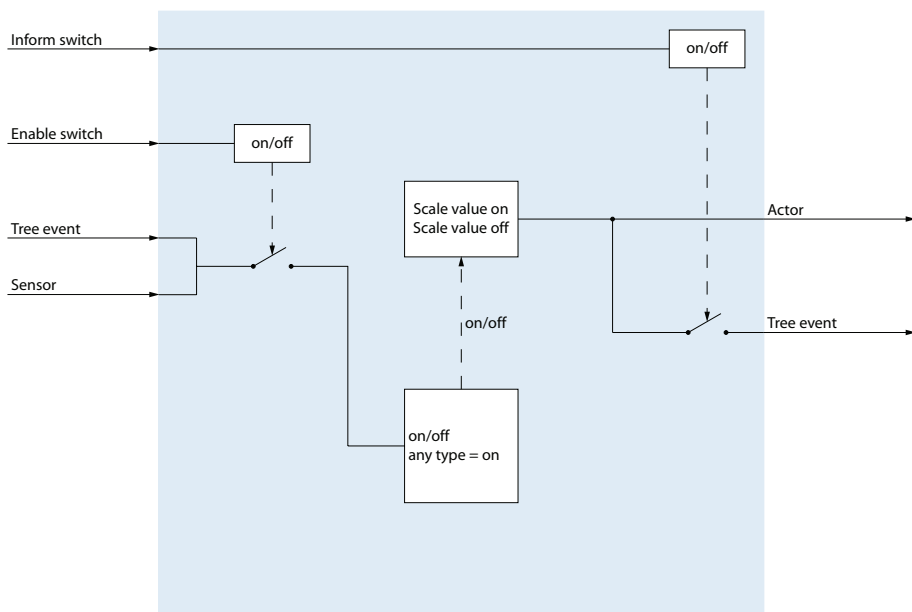 Inform switch
on/off
Enable switch
on/off
Scale value on
Scale value off
Actor
Tree event
Sensor
on/off
Tree event
on/off
any type = on